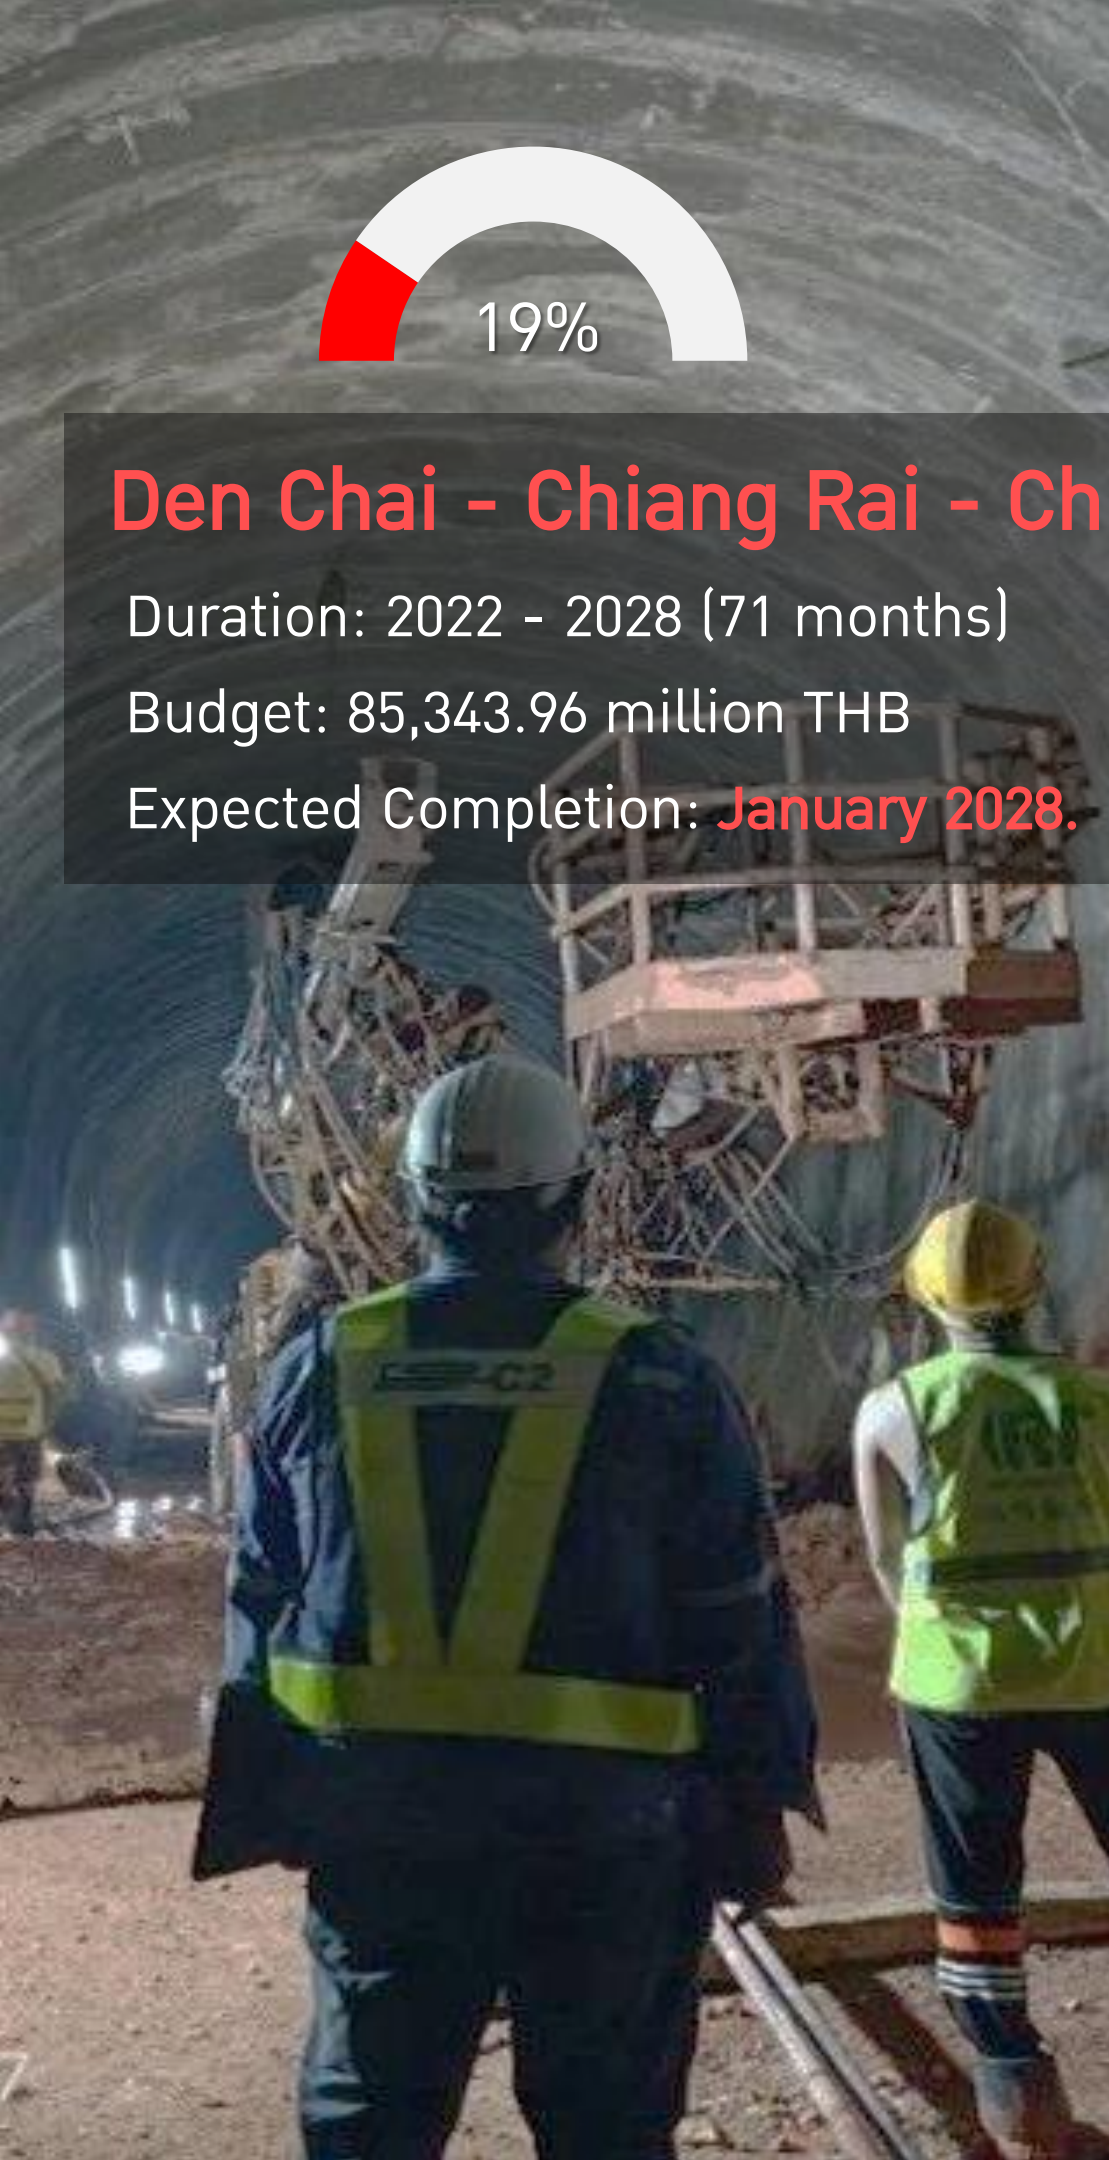 19%
Den Chai - Chiang Rai - Ch
Duration: 2022 - 2028 (71 months)
Budget: 85,343.96 million THB
Expected Completion: January 2028.
7